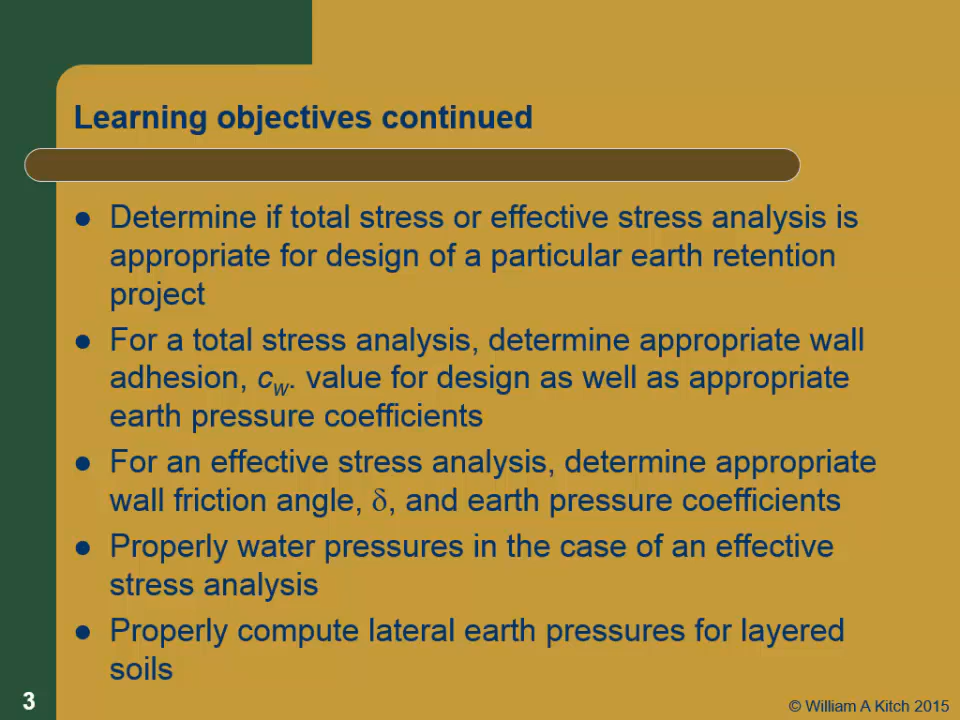 Learning objectives continued
● Determine if total stress or effective stress analysis is
appropriate for design of a particular earth retention
project
● For a total stress analysis, determine appropriate wall
adhesion, cw. value for design as well as appropriate
earth pressure coefficients
● For an effective stress analysis, determine appropriate
wall friction angle, δ, and earth pressure coefficients
● Properly water pressures in the case of an effective
stress analysis
● Properly compute lateral earth pressures for layered
soils
3
© William A Kitch 2015